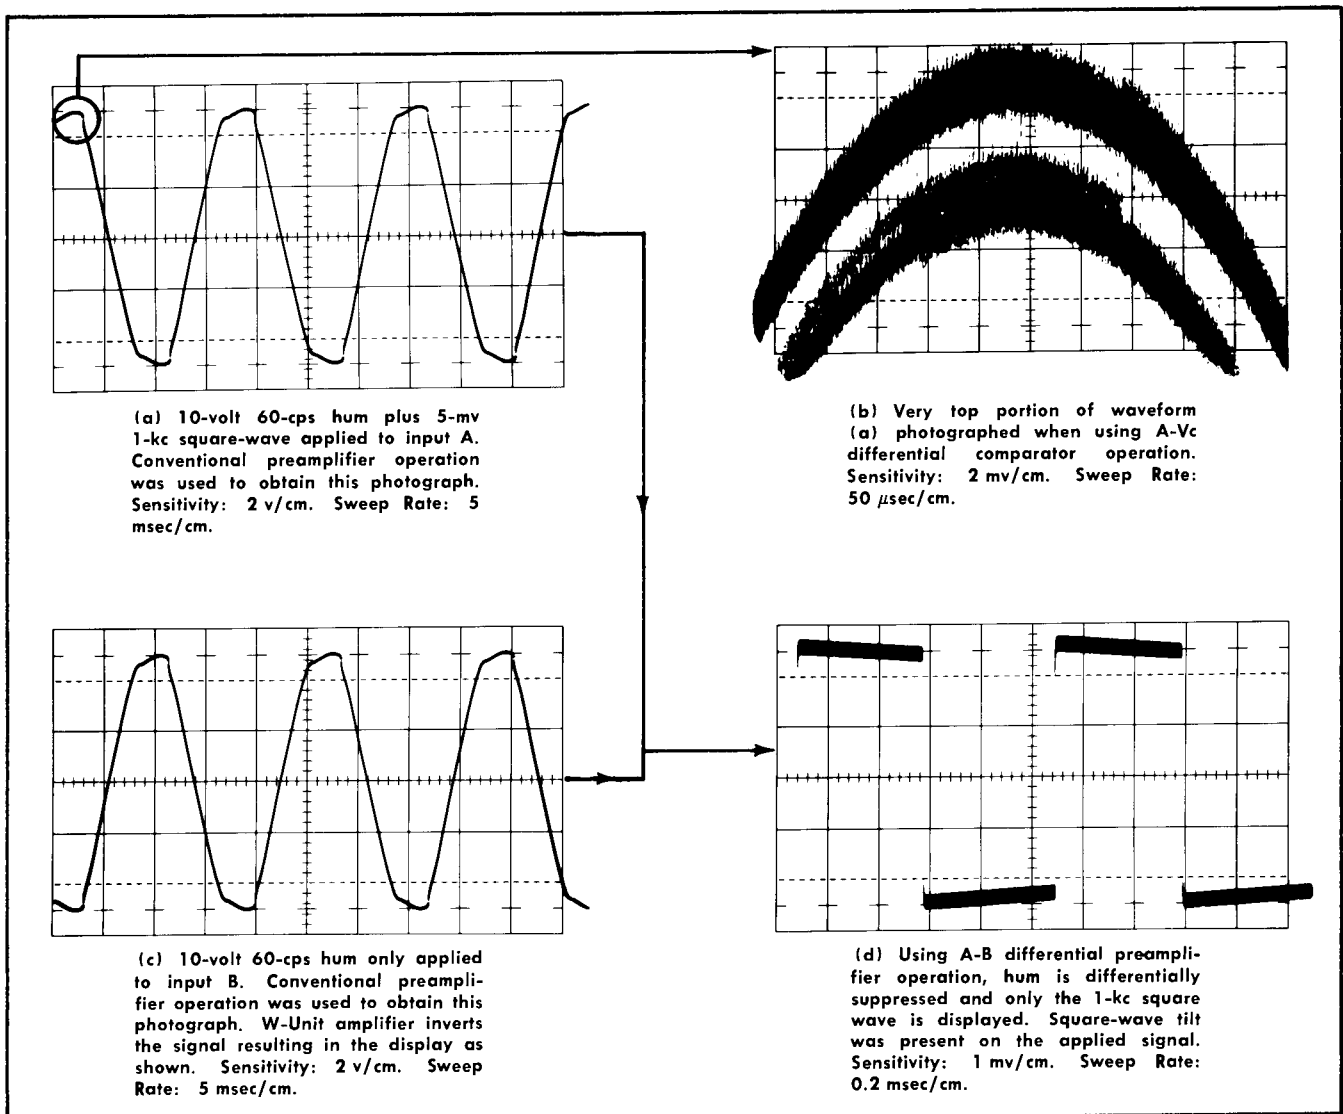 (a) 10-volt 60-cps hum plus 5-mv
1-kc square-wave applied to input A.
Conventional preamplifier operation
was used to obtain this photograph.
Sensitivity: 2 v/cm. Sweep Rate: 5
msec/cm.
(b) Very top portion of waveform
(a) photographed when using A-Vc
differential comparator operation.
Sensitivity: 2 mv/cm. Sweep Rate:
50 μsec/cm.
(c) 10-volt 60-cps hum only applied
to input B. Conventional preampli-
fier operation was used to obtain this
photograph. W-Unit amplifier inverts
the signal resulting in the display as
shown. Sensitivity: 2 v/cm. Sweep
Rate: 5 msec/cm.
(d) Using A-B differential preampli-
fier operation, hum is differentially
suppressed and only the 1-kc square
wave is displayed. Square-wave tilt
was present on the applied signal.
Sensitivity: 1 mv/cm. Sweep Rate:
0.2 msec/cm.